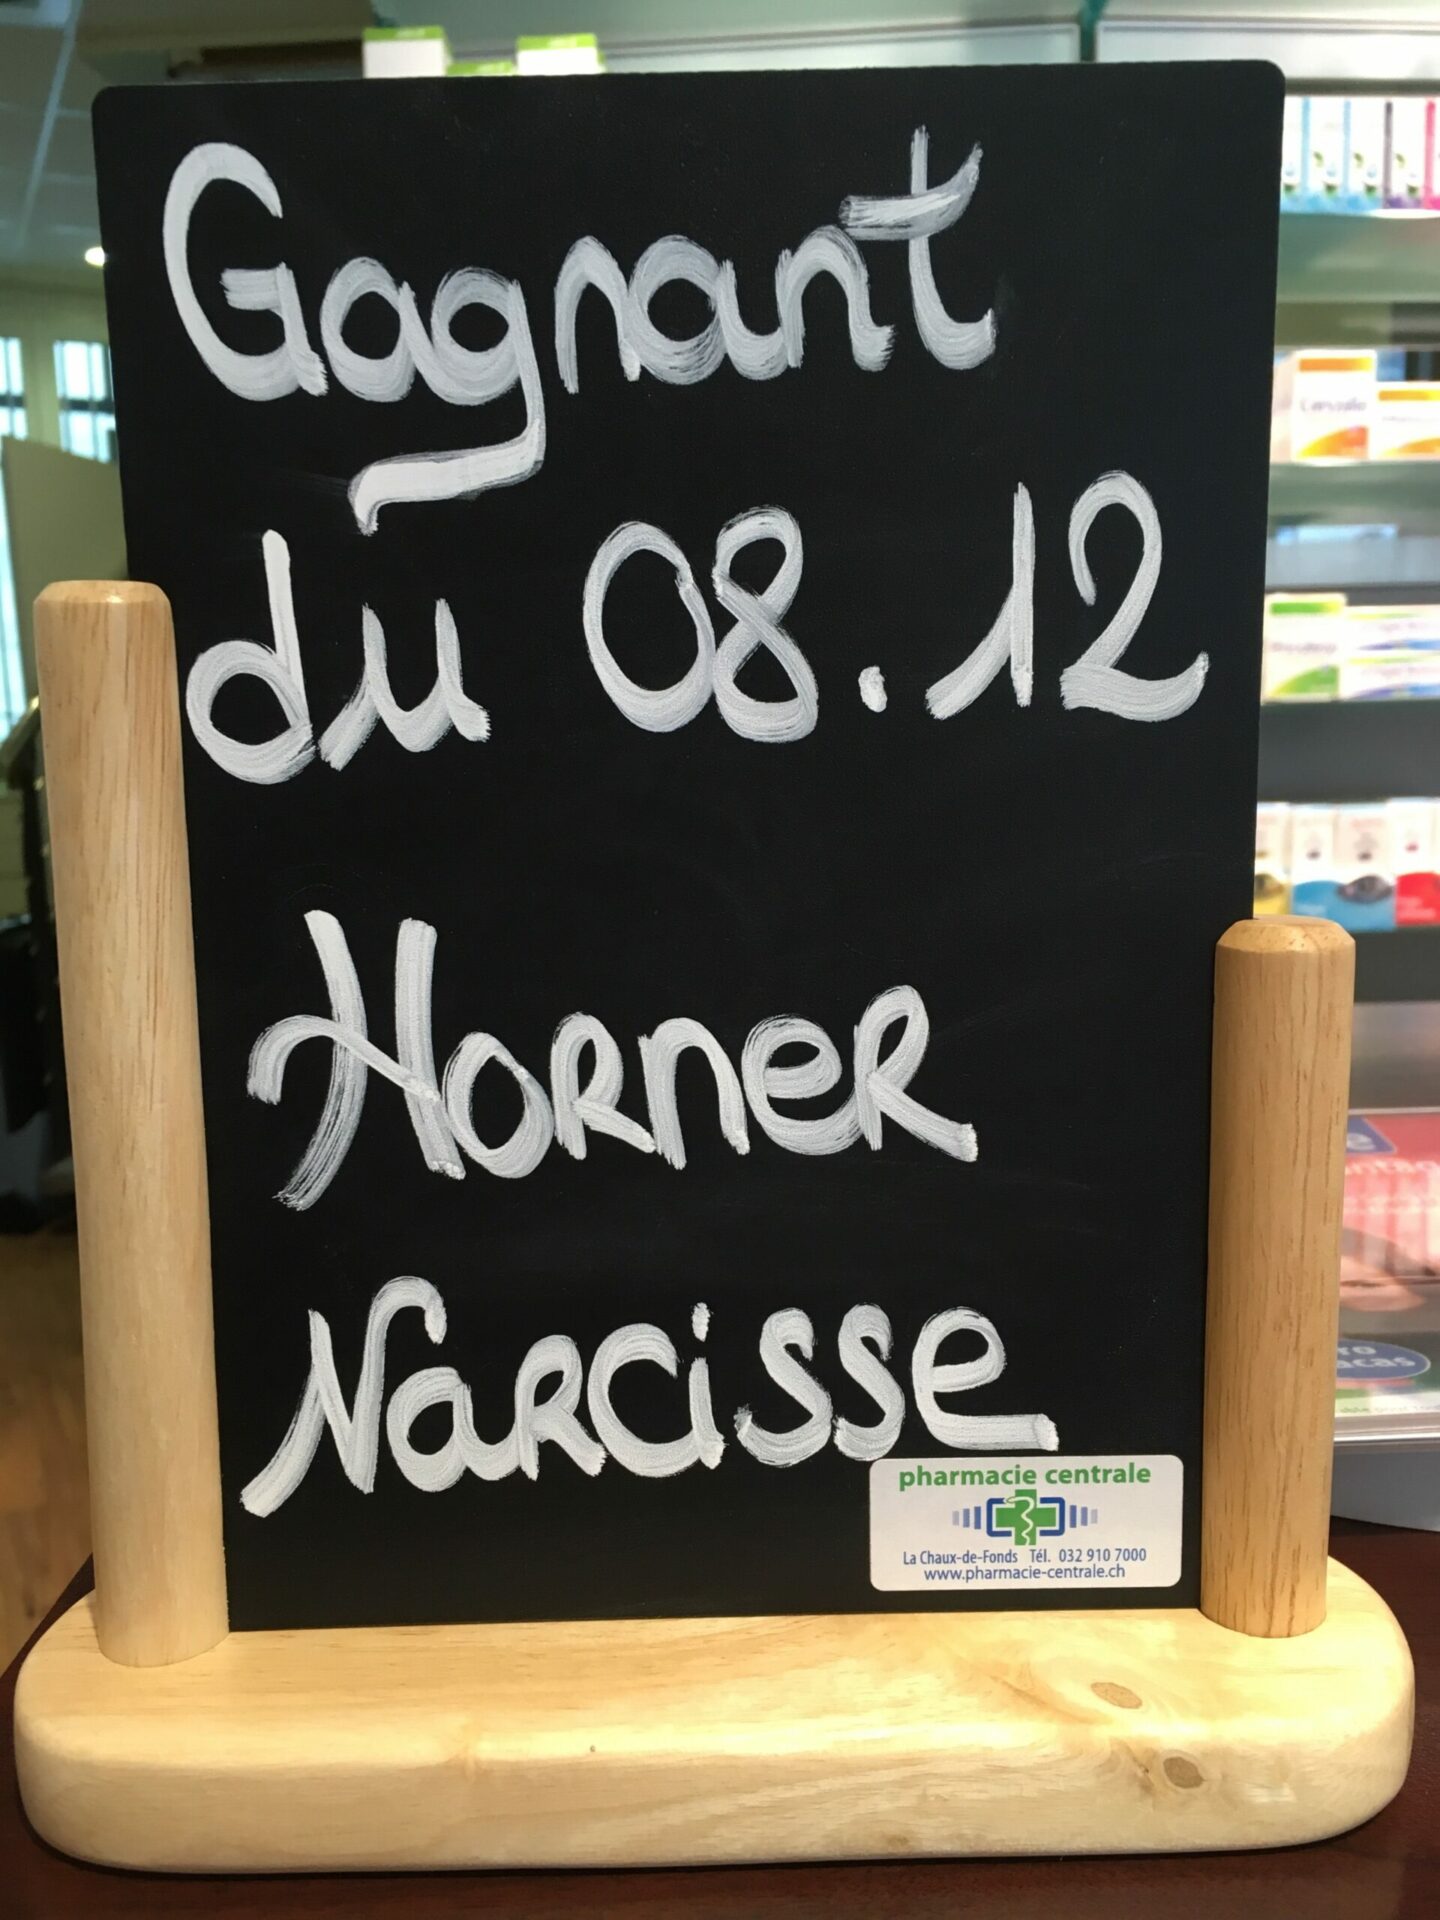 Gagnant
du 08.12
Horner
Narcisse
pharmacie centrale
La Chaux-de-Fonds Tél. 032 910 7000
www.pharmacie-centrale.ch